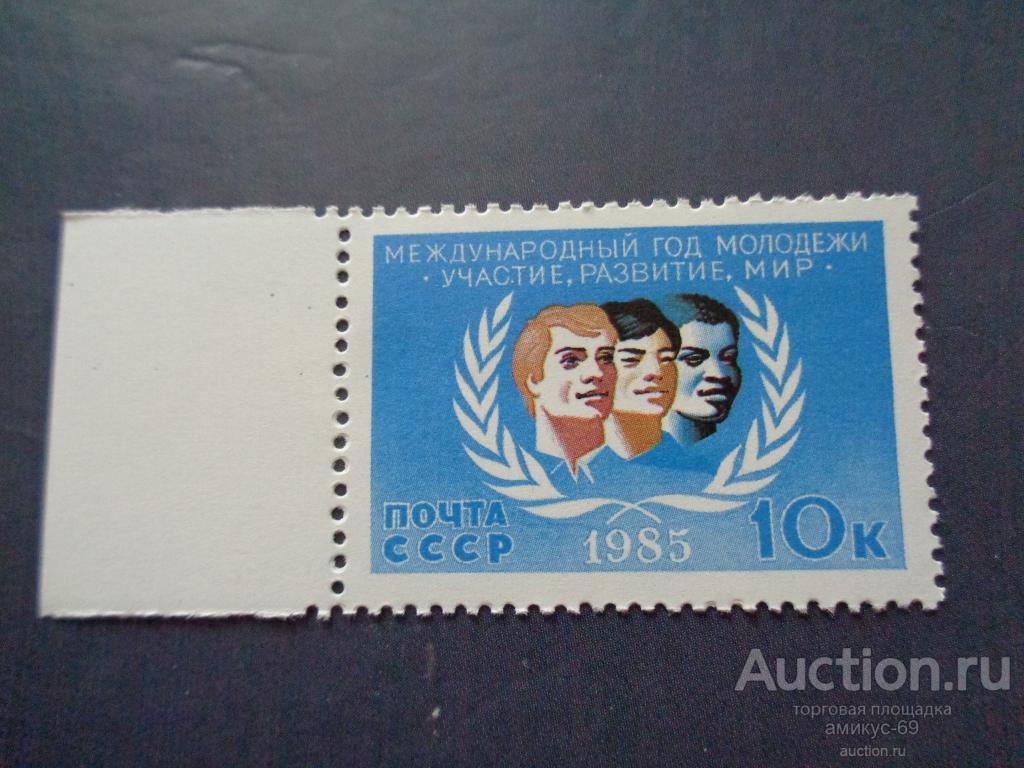 МЕЖДУНАРОДНЫЙ ГОД МОЛОДЕЖИ
· УЧАСТИЕ, РАЗВИТИЕ, МИР ·
ПОЧТА
СССР
1985
10к
Auction.ru
торговая площадка
амикус-69
auction.ru